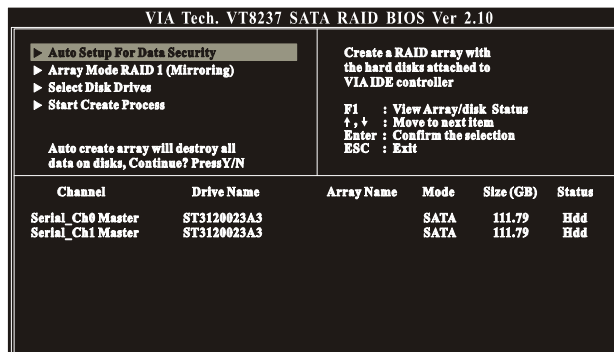 VIA Tech. VT8237 SATA RAID BIOS Ver 2.10
▶ Auto Setup For Data Security
▶ Array Mode RAID 1 (Mirroring)
▶ Select Disk Drives
▶ Start Create Process
Auto create array will destroy all
data on disks, Continue? PressY/N
Create a RAID array with
the hard disks attached to
VIA IDE controller
F1 : View Array/disk Status
↑,↓ : Move to next item
Enter : Confirm the selection
ESC : Exit
Channel Drive Name Array Name Mode Size (GB) Status
Serial_Ch0 Master ST3120023A3 SATA 111.79 Hdd
Serial_Ch1 Master ST3120023A3 SATA 111.79 Hdd